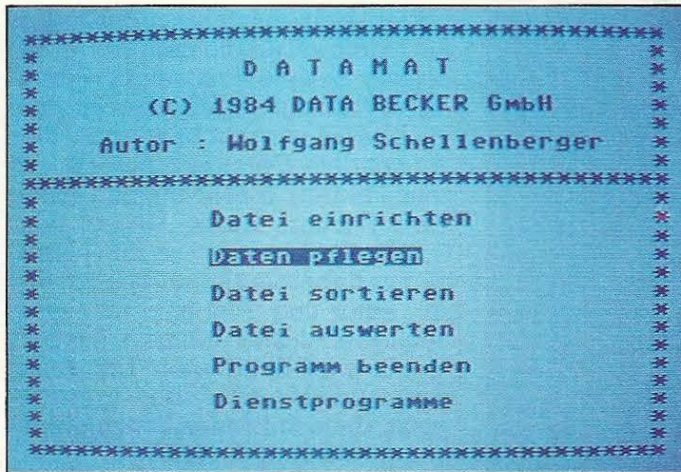 D A T A M A T
(C) 1984 DATA BECKER GmbH
Autor : Wolfgang Schellenberger
Datei einrichten
Daten pflegen
Datei sortieren
Datei auswerten
Programm beenden
Dienstprogramme